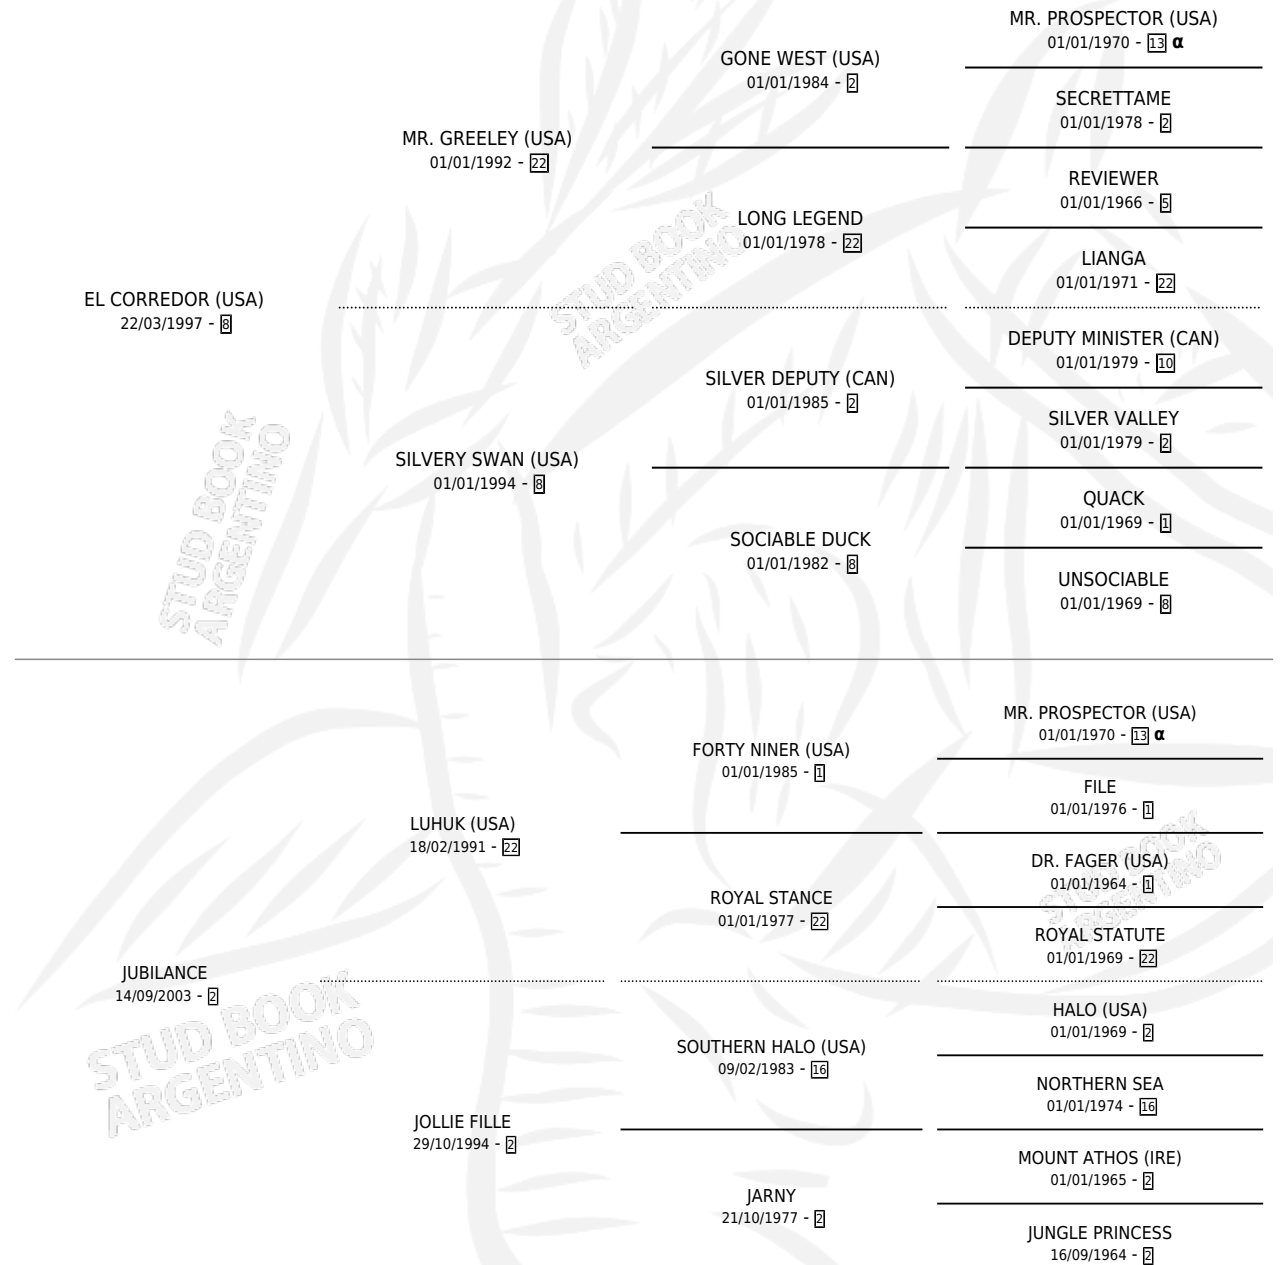 MR. PROSPECTOR (USA)
01/01/1970 - 13 α
GONE WEST (USA)
01/01/1984 - 2
SECRETTAME
01/01/1978 - 2
MR. GREELEY (USA)
01/01/1992 - 22
REVIEWER
01/01/1966 - 5
LONG LEGEND
01/01/1978 - 22
LIANGA
01/01/1971 - 22
EL CORREDOR (USA)
22/03/1997 - 8
STUD BOOK
ARGENTINO
DEPUTY MINISTER (CAN)
01/01/1979 - 10
SILVER DEPUTY (CAN)
01/01/1985 - 2
SILVER VALLEY
01/01/1979 - 2
SILVERY SWAN (USA)
01/01/1994 - 8
QUACK
01/01/1969 - 1
SOCIABLE DUCK
01/01/1982 - 8
UNSOCIABLE
01/01/1969 - 8
STUD BOOK
ARGENTINO
MR. PROSPECTOR (USA)
01/01/1970 - 13 α
FORTY NINER (USA)
01/01/1985 - 1
FILE
01/01/1976 - 1
LUHUK (USA)
18/02/1991 - 22
DR. FAGER (USA)
01/01/1964 - 1
STUD BOOK
ARGENTINO
ROYAL STANCE
01/01/1977 - 22
ROYAL STATUTE
01/01/1969 - 22
JUBILANCE
14/09/2003 - 2
STUD BOOK
ARGENTINO
HALO (USA)
01/01/1969 - 2
SOUTHERN HALO (USA)
09/02/1983 - 16
NORTHERN SEA
01/01/1974 - 16
JOLLIE FILLE
29/10/1994 - 2
MOUNT ATHOS (IRE)
01/01/1965 - 2
JARNY
21/10/1977 - 2
JUNGLE PRINCESS
16/09/1964 - 2